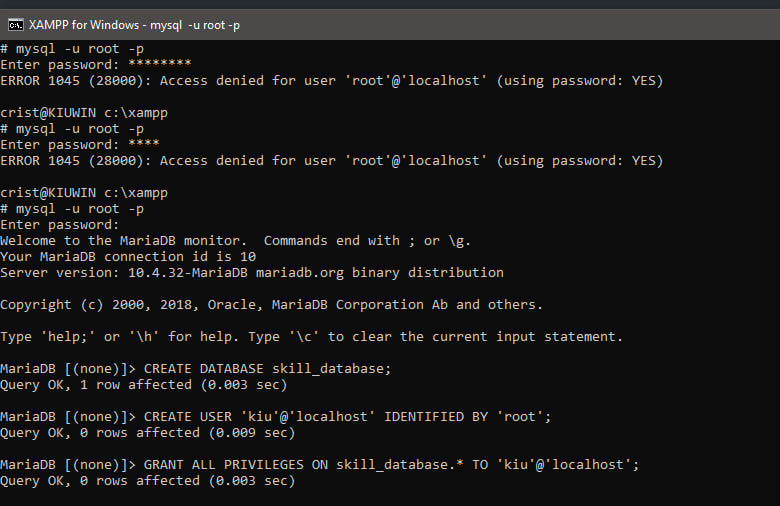 XAMPP for Windows - mysql  -u root -p
# mysql -u root -p
Enter password: ********
ERROR 1045 (28000): Access denied for user 'root'@'localhost' (using password: YES)
crist@KIUWIN c:\xampp
# mysql -u root -p
Enter password: ****
ERROR 1045 (28000): Access denied for user 'root'@'localhost' (using password: YES)
crist@KIUWIN c:\xampp
# mysql -u root -p
Enter password:
Welcome to the MariaDB monitor.  Commands end with ; or \g.
Your MariaDB connection id is 10
Server version: 10.4.32-MariaDB mariadb.org binary distribution
Copyright (c) 2000, 2018, Oracle, MariaDB Corporation Ab and others.
Type 'help;' or '\h' for help. Type '\c' to clear the current input statement.
MariaDB [(none)]> CREATE DATABASE skill_database;
Query OK, 1 row affected (0.003 sec)
MariaDB [(none)]> CREATE USER 'kiu'@'localhost' IDENTIFIED BY 'root';
Query OK, 0 rows affected (0.009 sec)
MariaDB [(none)]> GRANT ALL PRIVILEGES ON skill_database.* TO 'kiu'@'localhost';
Query OK, 0 rows affected (0.003 sec)